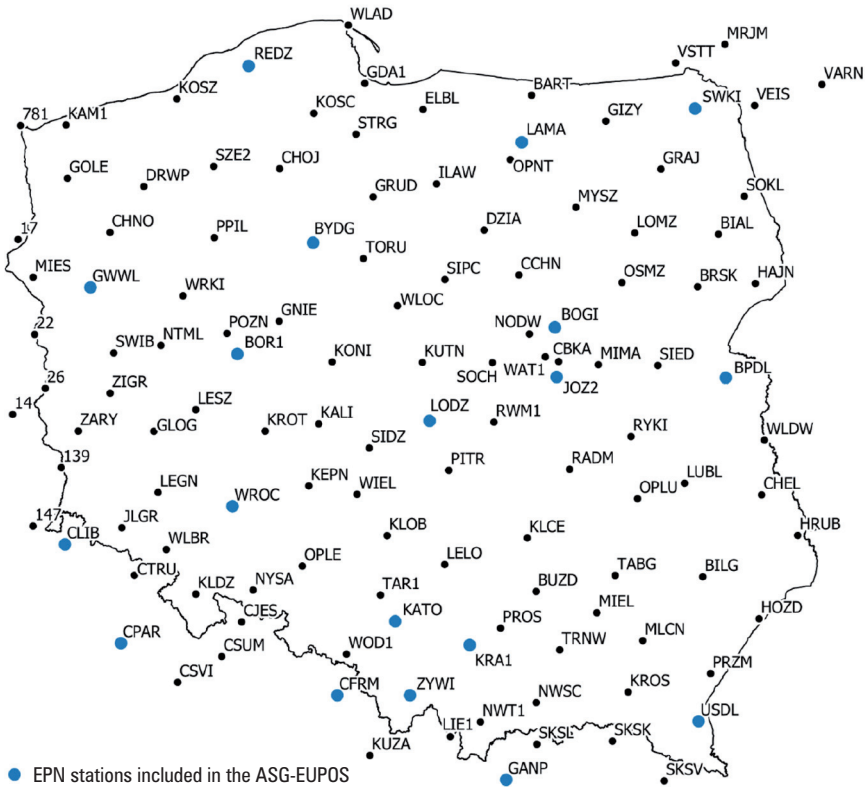 WLAD
MRJM
REDZ
VSTT
GDA1
VARN
KOSZ
BART
KOSC
ELBL
SWKI
VEIS
781
KAM1
GIZY
STRG
LAMA
SZE2
CHOJ
OPNT
GRAJ
GOLE
DRWP
ILAW
GRUD
SOKL
MYSZ
17
CHNO
PPIL
BYDG
DZIA
LOMZ
BIAL
TORU
MIES
GWWL
SIPC
CCHN
OSMZ
BRSK
HAJN
WRKI
WLOC
GNIE
22
POZN
NODW
BOGI
SWIB
NTML
BOR1
KONI
KUTN
SOCH
WAT1
CBKA
MIMA
SIED
JOZ2
BPDL
26
ZIGR
14
LESZ
ZARY
GLOG
KROT
KALI
LODZ
RWM1
SIDZ
RYKI
WLDW
139
PITR
RADM
LEGN
WROC
KEPN
WIEL
OPLU
LUBL
CHEL
147
CLIB
JLGR
WLBR
KLOB
KLCE
HRUB
CTRU
KLDZ
NYSA
OPLE
LELO
TAR1
BUZD
TABG
BILG
CJES
KATO
PROS
MIEL
HOZD
CPAR
CSUM
WOD1
KRA1
TRNW
MLCN
CSVI
PRZM
CFRM
ZYWI
NWSC
KROS
NWT1
USDL
LIE1
KUZA
SKSL
SKSK
GANP
SKSV
EPN stations included in the ASG-EUPOS